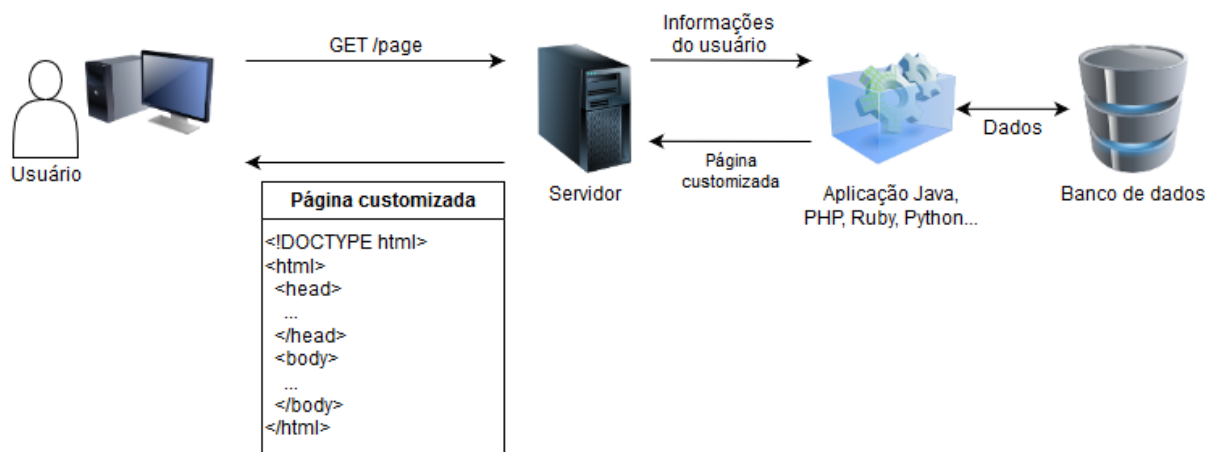 Usuário
GET /page
Página customizada
<!DOCTYPE html>
<html>
<head>
...
</head>
<body>
...
</body>
</html>
Servidor
Informações
do usuário
Página
customizada
Aplicação Java,
PHP, Ruby, Python...
Dados
Banco de dados